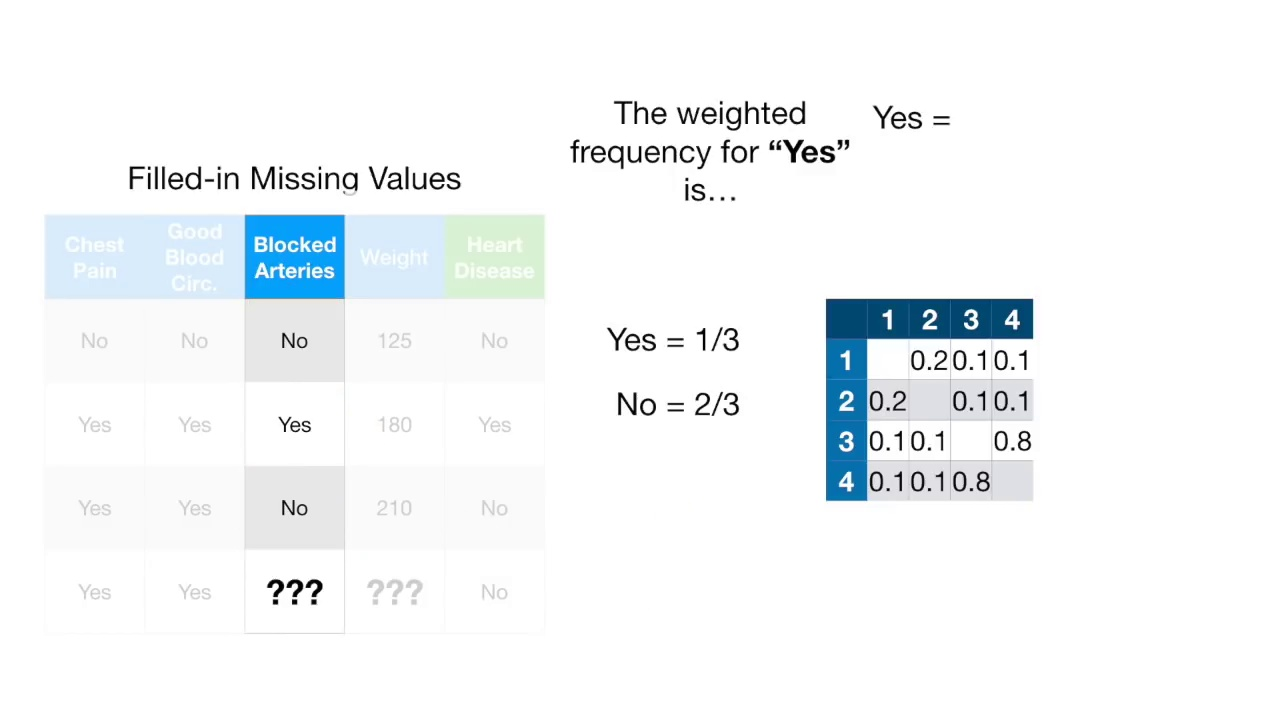 The weighted
frequency for “Yes”
is…
Yes =
Filled-in Missing Values
Chest Pain Good Blood Circ. Blocked Arteries Weight Heart Disease
No No No 125 No
Yes Yes Yes 180 Yes
Yes Yes No 210 No
Yes Yes ??? ??? No
Yes = 1/3
No = 2/3
1 2 3 4
1 0.2 0.1 0.1
2 0.2 0.1 0.1
3 0.1 0.1 0.8
4 0.1 0.1 0.8